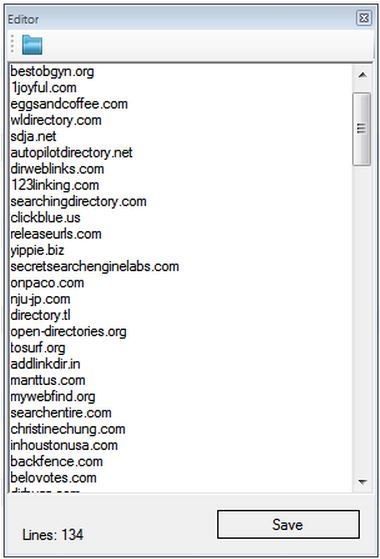 Editor
bestobgyn.org
1joyful.com
eggsandcoffee.com
wldirectory.com
sdja.net
autopilotdirectory.net
dirweblinks.com
123linking.com
searchingdirectory.com
clickblue.us
releaseurls.com
yippie.biz
secretsearchenginelabs.com
onpaco.com
nju-jp.com
directory.tl
open-directories.org
tosurf.org
addlinkdir.in
manttus.com
mywebfind.org
searchentire.com
christinechung.com
inhoustonusa.com
backfence.com
belovotes.com
Lines: 134
Save